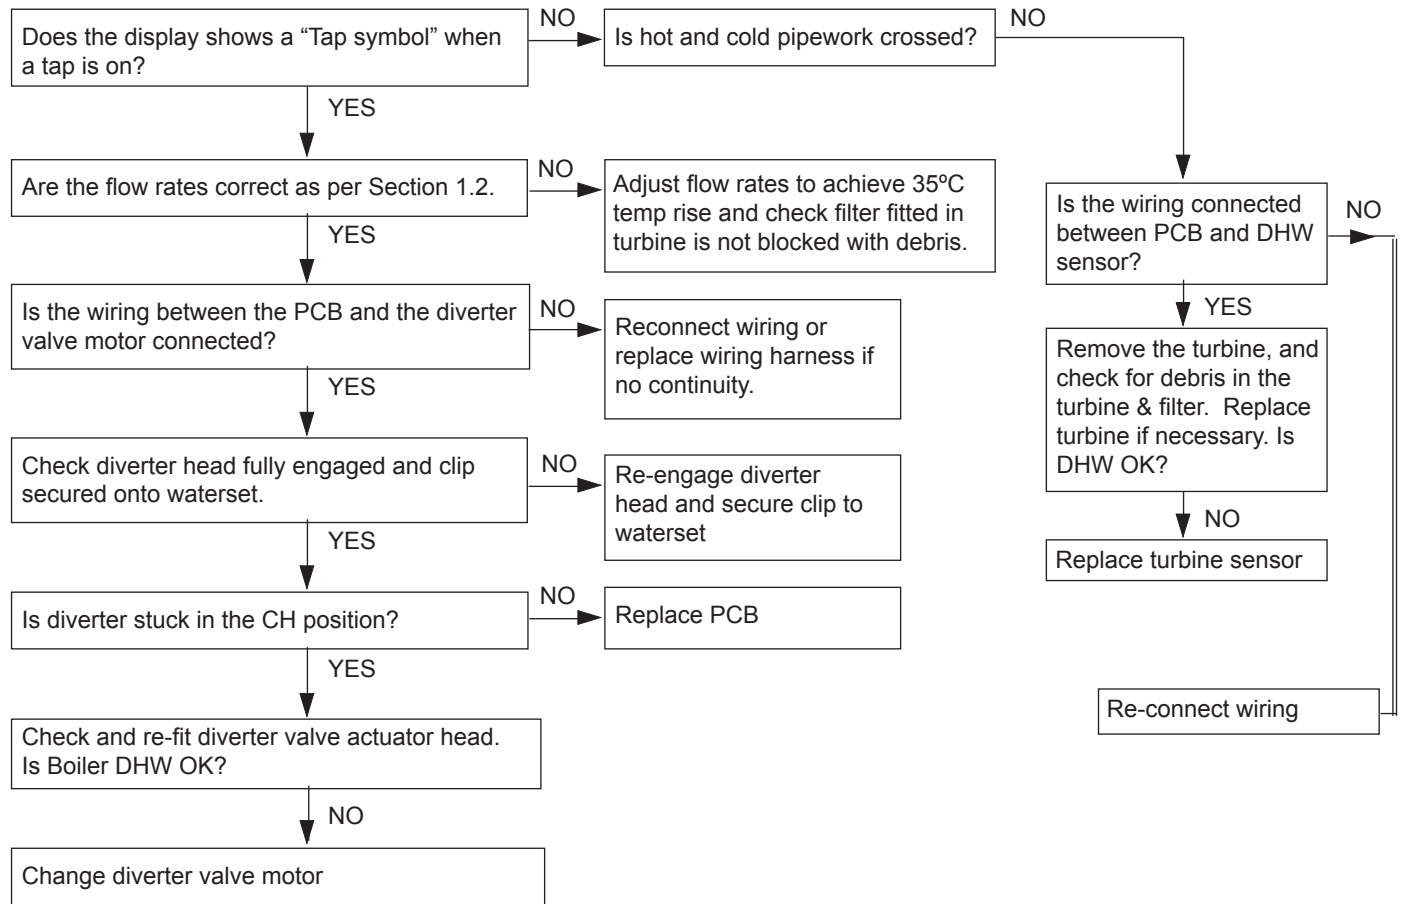 Does the display shows a “Tap symbol” when
a tap is on?
NO
Is hot and cold pipework crossed?
NO
YES
Are the flow rates correct as per Section 1.2.
NO
Adjust flow rates to achieve 35ºC
temp rise and check filter fitted in
turbine is not blocked with debris.
Is the wiring connected
between PCB and DHW
sensor?
NO
YES
Is the wiring between the PCB and the diverter
valve motor connected?
NO
Reconnect wiring or
replace wiring harness if
no continuity.
YES
Remove the turbine, and
check for debris in the
turbine & filter.  Replace
turbine if necessary. Is
DHW OK?
YES
Check diverter head fully engaged and clip
secured onto waterset.
NO
Re-engage diverter
head and secure clip to
waterset
NO
Replace turbine sensor
YES
Is diverter stuck in the CH position?
NO
Replace PCB
YES
Re-connect wiring
Check and re-fit diverter valve actuator head.
Is Boiler DHW OK?
NO
Change diverter valve motor